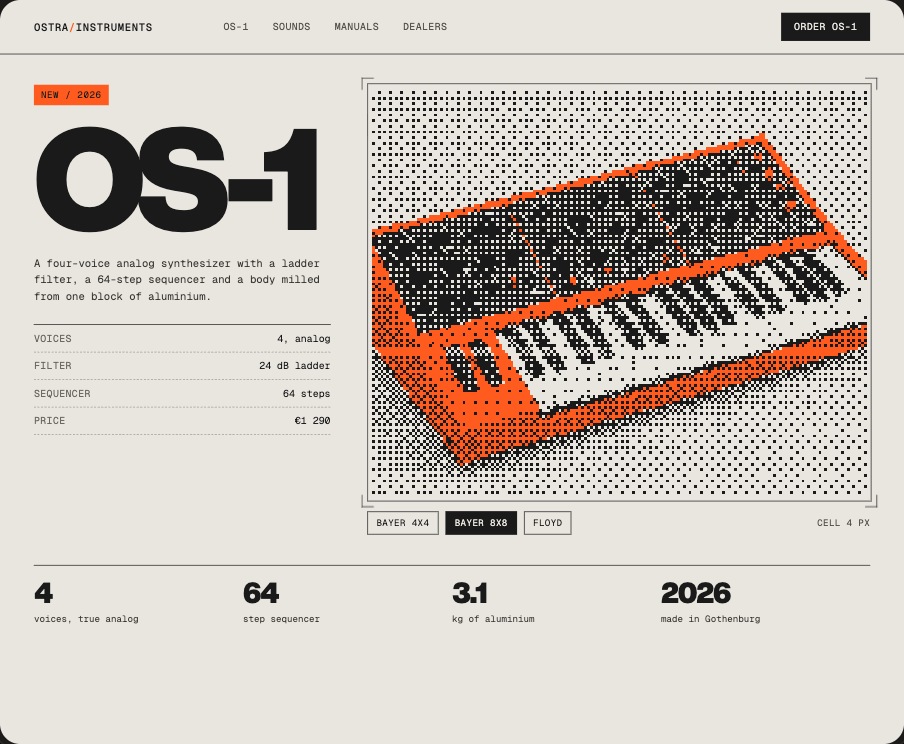 OSTRA/INSTRUMENTS
OS-1
SOUNDS
MANUALS
DEALERS
ORDER OS-1
NEW / 2026
OS-1
A four-voice analog synthesizer with a ladder
filter, a 64-step sequencer and a body milled
from one block of aluminium.
VOICES 4, analog
FILTER 24 dB ladder
SEQUENCER 64 steps
PRICE €1 290
BAYER 4X4
BAYER 8X8
FLOYD
CELL 4 PX
4
voices, true analog
64
step sequencer
3.1
kg of aluminium
2026
made in Gothenburg